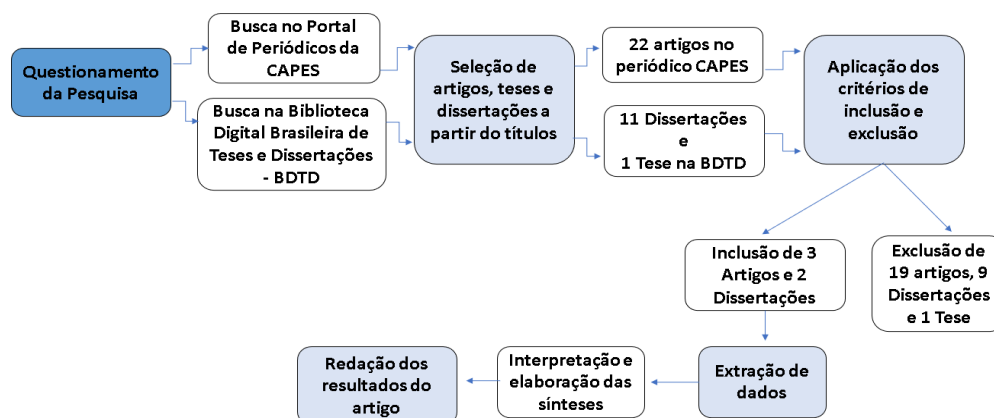 Questionamento
da Pesquisa
Busca no Portal
de Periódicos da
CAPES
Busca na Biblioteca
Digital Brasileira de
Teses e Dissertações
- BDTD
Seleção de
artigos, teses e
dissertações a
partir do títulos
22 artigos no
periódico CAPES
11 Dissertações
e
1 Tese na BDTD
Aplicação dos
critérios de
inclusão e
exclusão
Inclusão de 3
Artigos e 2
Dissertações
Exclusão de
19 artigos, 9
Dissertações
e 1 Tese
Extração de
dados
Interpretação e
elaboração das
sínteses
Redação dos
resultados do
artigo